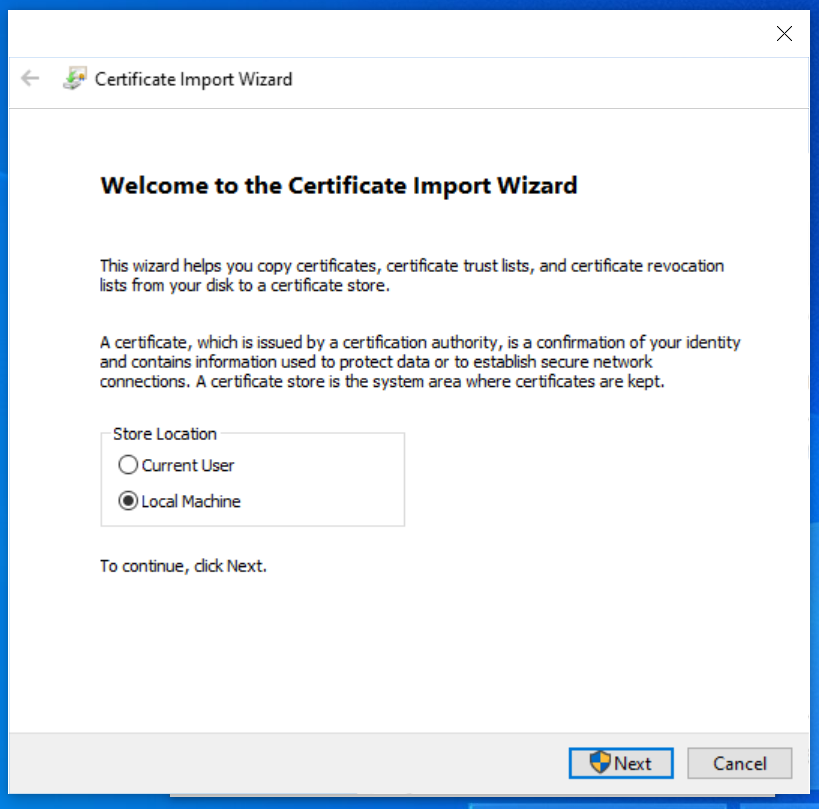 Certificate Import Wizard
Welcome to the Certificate Import Wizard
This wizard helps you copy certificates, certificate trust lists, and certificate revocation
lists from your disk to a certificate store.
A certificate, which is issued by a certification authority, is a confirmation of your identity
and contains information used to protect data or to establish secure network
connections. A certificate store is the system area where certificates are kept.
Store Location
Current User
Local Machine
To continue, click Next.
Next Cancel